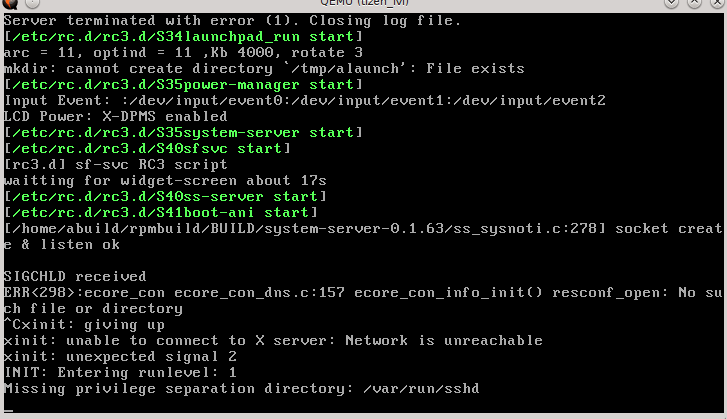 QEMU (tizen_ivi)
Server terminated with error (1). Closing log file.
[/etc/rc.d/rc3.d/S34launchpad_run start]
arc = 11, optind = 11 ,Kb 4000, rotate 3
mkdir: cannot create directory `/tmp/alaunch': File exists
[/etc/rc.d/rc3.d/S35power-manager start]
Input Event: :/dev/input/event0:/dev/input/event1:/dev/input/event2
LCD Power: X-DPMS enabled
[/etc/rc.d/rc3.d/S35system-server start]
[/etc/rc.d/rc3.d/S40sfsvc start]
[rc3.d] sf-svc RC3 script
waitting for widget-screen about 17s
[/etc/rc.d/rc3.d/S40ss-server start]
[/etc/rc.d/rc3.d/S41boot-ani start]
[/home/abuild/rpmbuild/BUILD/system-server-0.1.63/ss_sysnoti.c:278] socket creat
e & listen ok
SIGCHLD received
ERR<298>:ecore_con ecore_con_dns.c:157 ecore_con_info_init() resconf_open: No su
ch file or directory
^Cxinit: giving up
xinit: unable to connect to X server: Network is unreachable
xinit: unexpected signal 2
INIT: Entering runlevel: 1
Missing privilege separation directory: /var/run/sshd